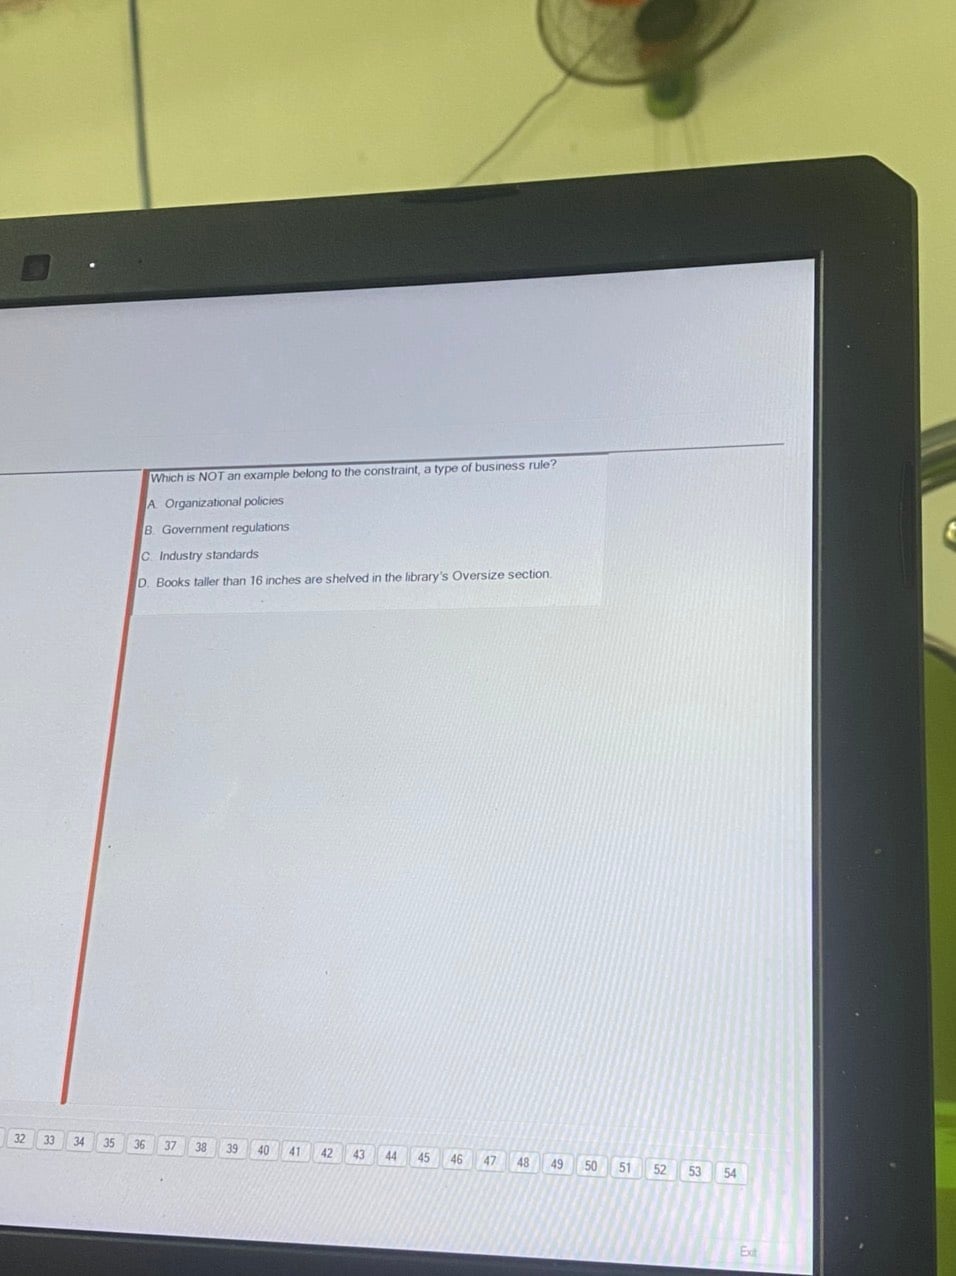 Which is NOT an example belong to the constraint, a type of business rule?
A. Organizational policies
B. Government regulations
C. Industry standards
D. Books taller than 16 inches are shelved in the library's Oversize section.
32 33 34 35 36 37 38 39 40 41 42 43 44 45 46 47 48 49 50 51 52 53 54
Exit